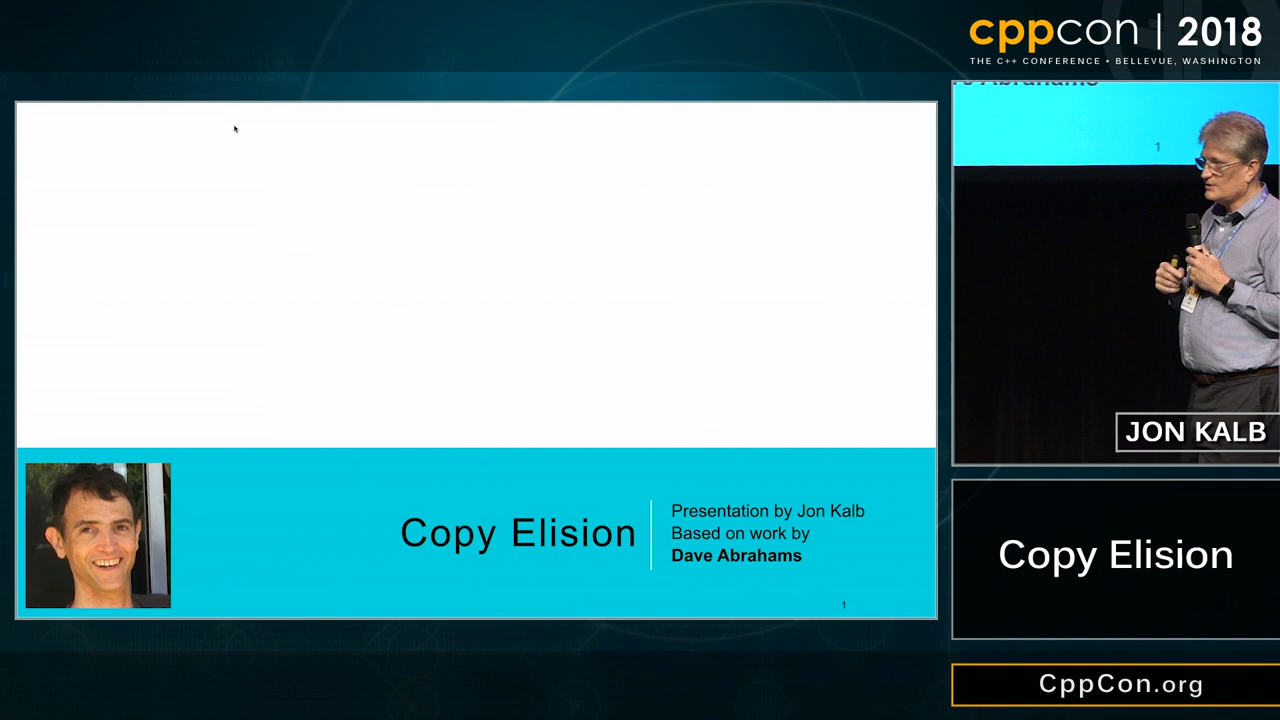 cppcon | 2018
THE C++ CONFERENCE • BELLEVUE, WASHINGTON
Copy Elision
Presentation by Jon Kalb
Based on work by
Dave Abrahams
1
Abrahams
1
JON KALB
Copy Elision
CppCon.org